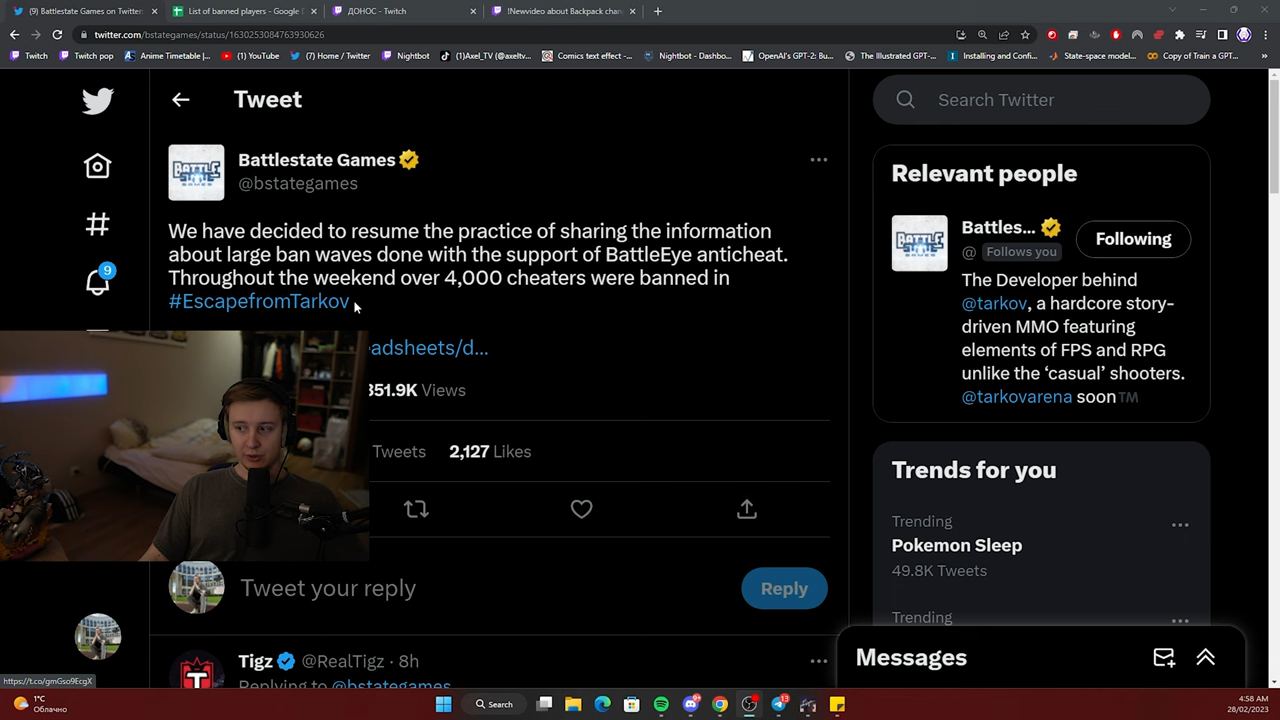 (9) Battlestate Games on Twitter:
List of banned players - Google
ДОНОС - Twitch
!Newvideo about Backpack chan
twitter.com/bstategames/status/1630253084763930626
Twitch
Twitch pop
Anime Timetable |...
(1) YouTube
(7) Home / Twitter
Nightbot
(1)Axel_TV (@axeltv...
Comics text effect -...
Nightbot - Dashbo...
OpenAI's GPT-2: Bu...
The Illustrated GPT-...
Installing and Confi...
State-space model...
Copy of Train a GPT...
Tweet
Search Twitter
Battlestate Games
@bstategames
BATTLE
STATE
GAMES
We have decided to resume the practice of sharing the information
about large ban waves done with the support of BattleEye anticheat.
Throughout the weekend over 4,000 cheaters were banned in
#EscapefromTarkov
eadsheets/d...
351.9K Views
Tweets 2,127 Likes
Tweet your reply
Reply
Tigz @RealTigz · 8h
Replying to @bstategames
9
Relevant people
Battles...
@ Follows you
Following
The Developer behind
@tarkov, a hardcore story-
driven MMO featuring
elements of FPS and RPG
unlike the ‘casual’ shooters.
@tarkovarena soon™
Trends for you
Trending
Pokemon Sleep
49.8K Tweets
Trending
Messages
https://t.co/gmGso9EcgX
1°C
Облачно
Search
13
4:58 AM
28/02/2023